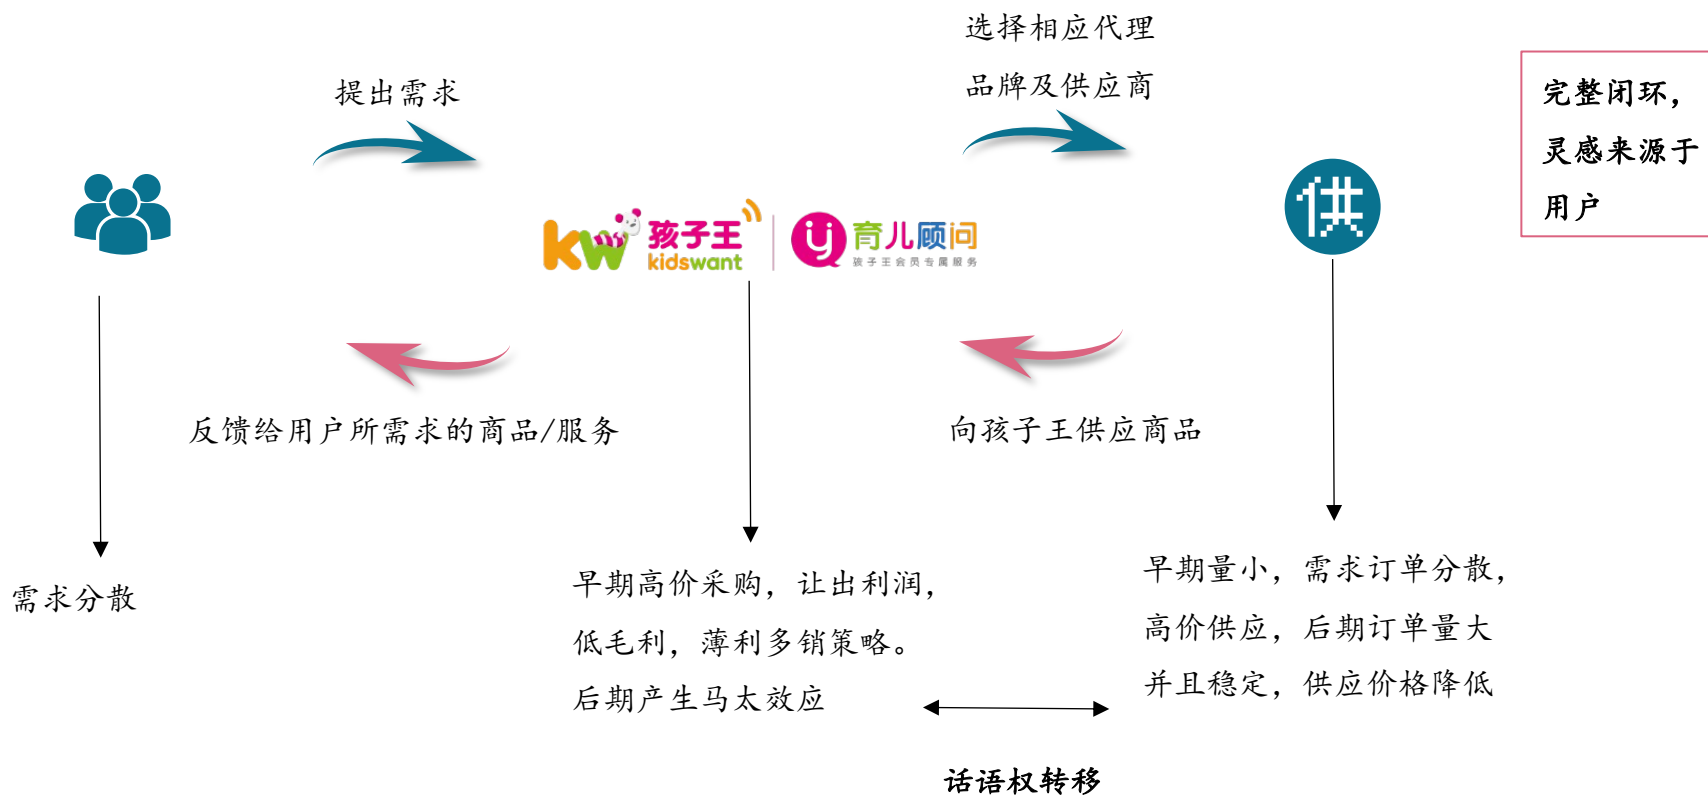 选择相应代理
品牌及供应商
提出需求
完整闭环，
灵感来源于
用户
kw 孩子王
kidswant
育儿顾问
孩子王会员专属服务
供
反馈给用户所需求的商品/服务
向孩子王供应商品
需求分散
早期高价采购，让出利润，
低毛利，薄利多销策略。
后期产生马太效应
早期量小，需求订单分散，
高价供应，后期订单量大
并且稳定，供应价格降低
话语权转移